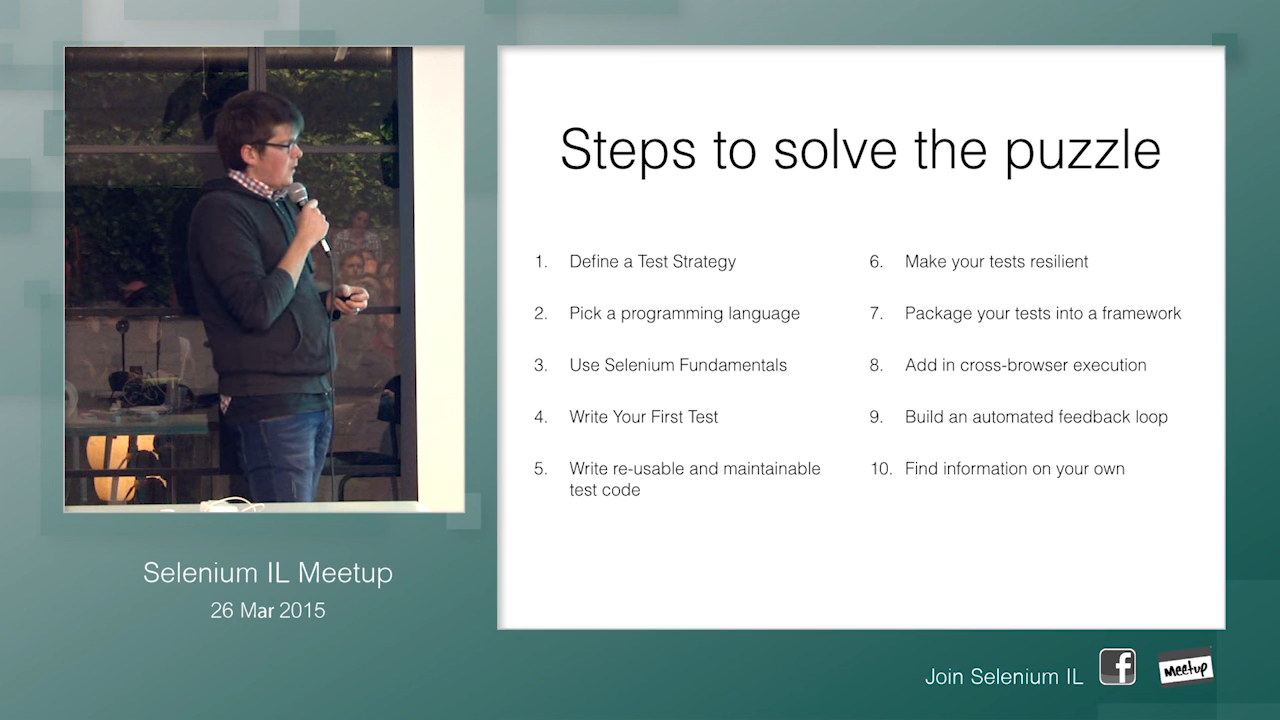 Steps to solve the puzzle
1. Define a Test Strategy
2. Pick a programming language
3. Use Selenium Fundamentals
4. Write Your First Test
5. Write re-usable and maintainable
test code
6. Make your tests resilient
7. Package your tests into a framework
8. Add in cross-browser execution
9. Build an automated feedback loop
10. Find information on your own
Selenium IL Meetup
26 Mar 2015
Join Selenium IL
f
Meetup